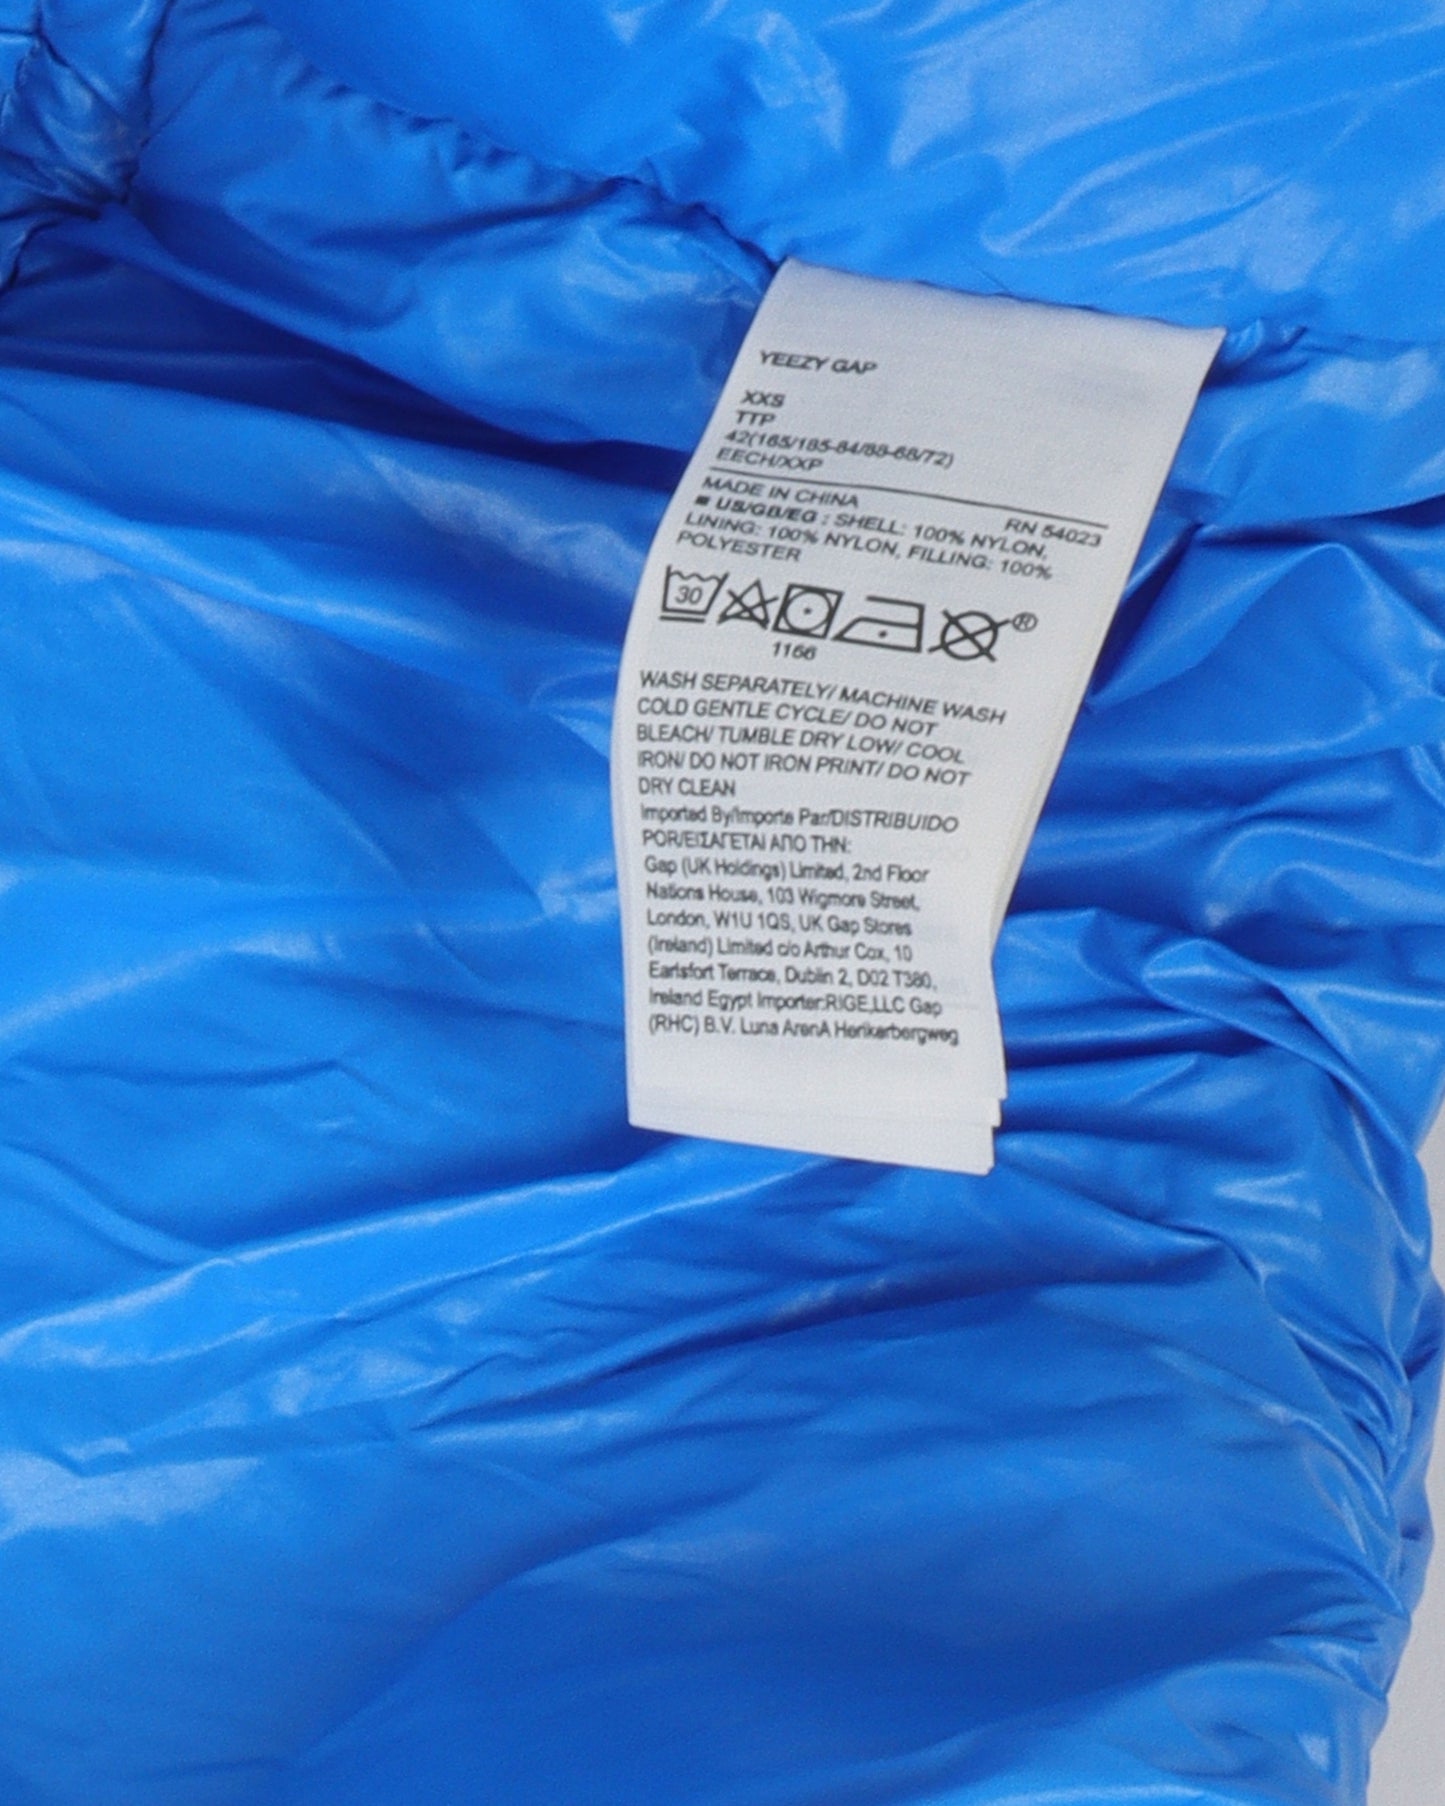 YEEZY GAP
XXS
TTP
42(165/185-84/88-68/72)
EECH/XXP
MADE IN CHINA RN 54023
■ US/GB/EG : SHELL: 100% NYLON,
LINING: 100% NYLON, FILLING: 100%
POLYESTER
30
®
1166
WASH SEPARATELY/ MACHINE WASH
COLD GENTLE CYCLE/ DO NOT
BLEACH/ TUMBLE DRY LOW/ COOL
IRON/ DO NOT IRON PRINT/ DO NOT
DRY CLEAN
Imported By/Importe Par/DISTRIBUIDO
POR/ΕΙΣΑΓΕΤΑΙ ΑΠΟ ΤΗΝ:
Gap (UK Holdings) Limited, 2nd Floor
Nations House, 103 Wigmore Street,
London, W1U 1QS, UK Gap Stores
(Ireland) Limited c/o Arthur Cox, 10
Earlsfort Terrace, Dublin 2, D02 T380,
Ireland Egypt Importer:RIGE,LLC Gap
(RHC) B.V. Luna ArenA Herikerbergweg